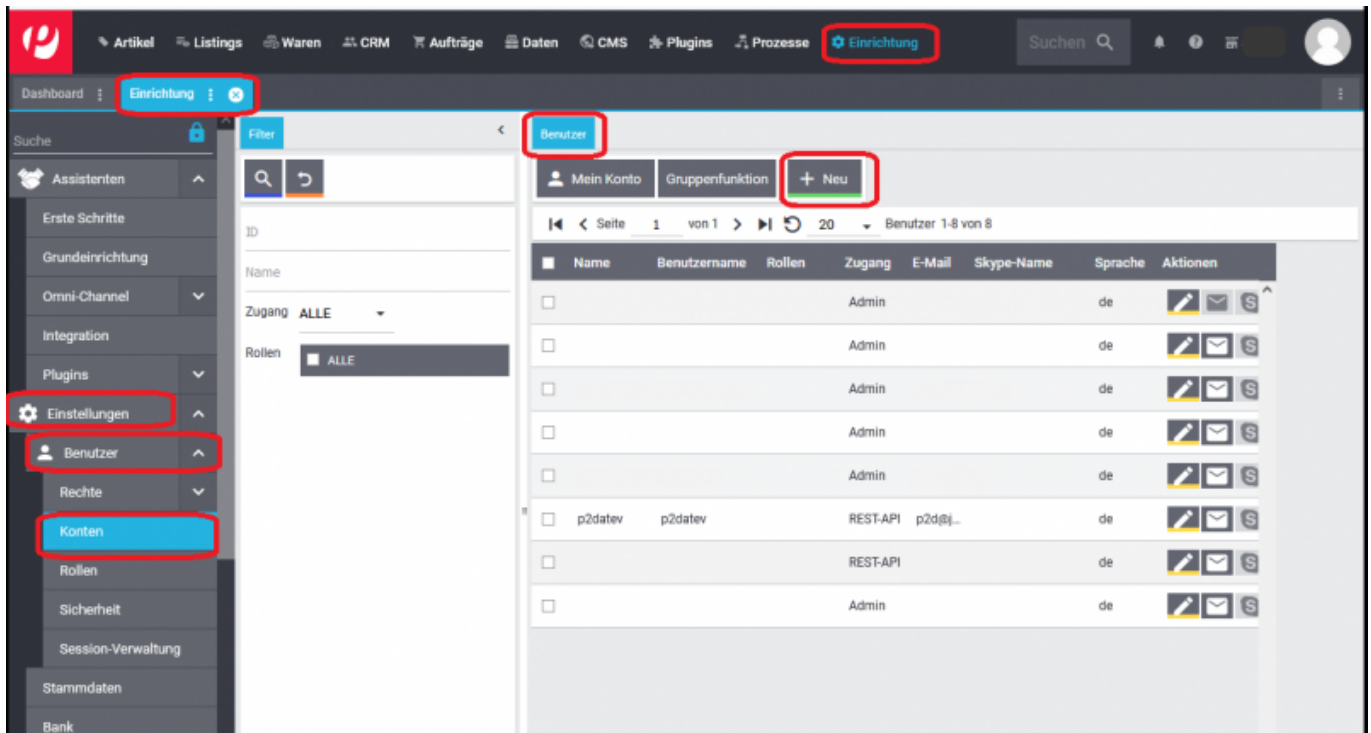 Artikel Listings Waren CRM Aufträge Daten CMS Plugins Prozesse Einrichtung Suchen
Dashboard Einrichtung
Suche
Assistenten
Erste Schritte
Grundeinrichtung
Omni-Channel
Integration
Plugins
Einstellungen
Benutzer
Rechte
Konten
Rollen
Sicherheit
Session-Verwaltung
Stammdaten
Bank
Filter
ID
Name
Zugang ALLE
Rollen ALLE
Benutzer
Mein Konto Gruppenfunktion + Neu
Seite 1 von 1 20 Benutzer 1-8 von 8
Name Benutzername Rollen Zugang E-Mail Skype-Name Sprache Aktionen
Admin de
Admin de
Admin de
Admin de
Admin de
p2datev p2datev REST-API p2d@j... de
REST-API de
Admin de